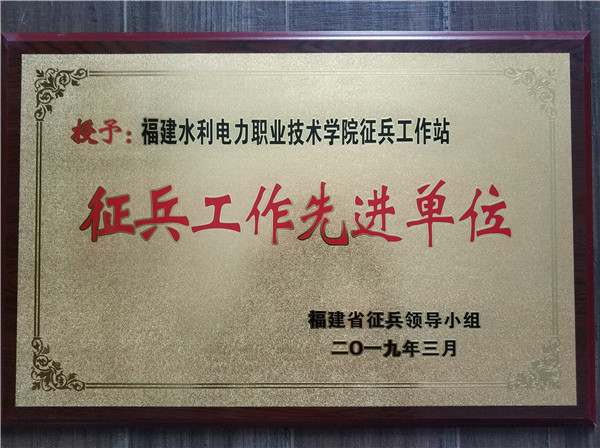 授予：福建水利电力职业技术学院征兵工作站
征兵工作先进单位
福建省征兵领导小组
二〇一九年三月